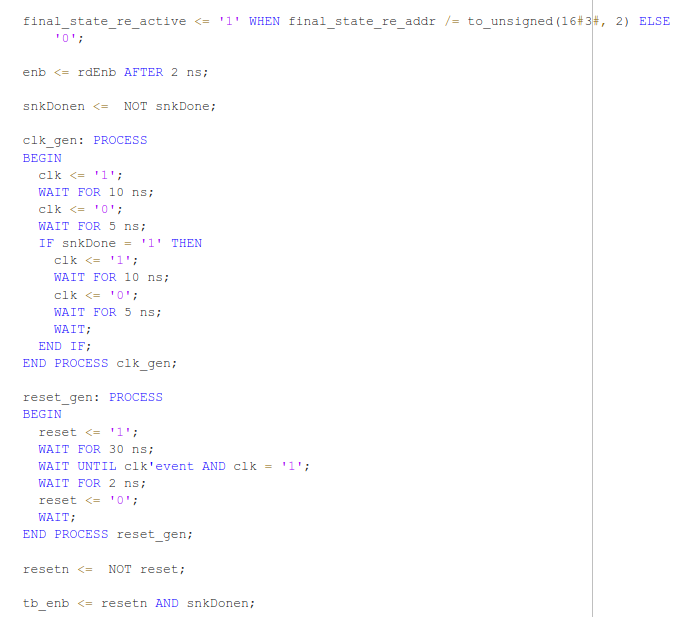 final_state_re_active <= '1' WHEN final_state_re_addr /= to_unsigned(16#3#, 2) ELSE
    '0';

enb <= rdEnb AFTER 2 ns;

snkDonen <=  NOT snkDone;

clk_gen: PROCESS
BEGIN
  clk <= '1';
  WAIT FOR 10 ns;
  clk <= '0';
  WAIT FOR 5 ns;
  IF snkDone = '1' THEN
    clk <= '1';
    WAIT FOR 10 ns;
    clk <= '0';
    WAIT FOR 5 ns;
    WAIT;
  END IF;
END PROCESS clk_gen;

reset_gen: PROCESS
BEGIN
  reset <= '1';
  WAIT FOR 30 ns;
  WAIT UNTIL clk'event AND clk = '1';
  WAIT FOR 2 ns;
  reset <= '0';
  WAIT;
END PROCESS reset_gen;

resetn <=  NOT reset;

tb_enb <= resetn AND snkDonen;